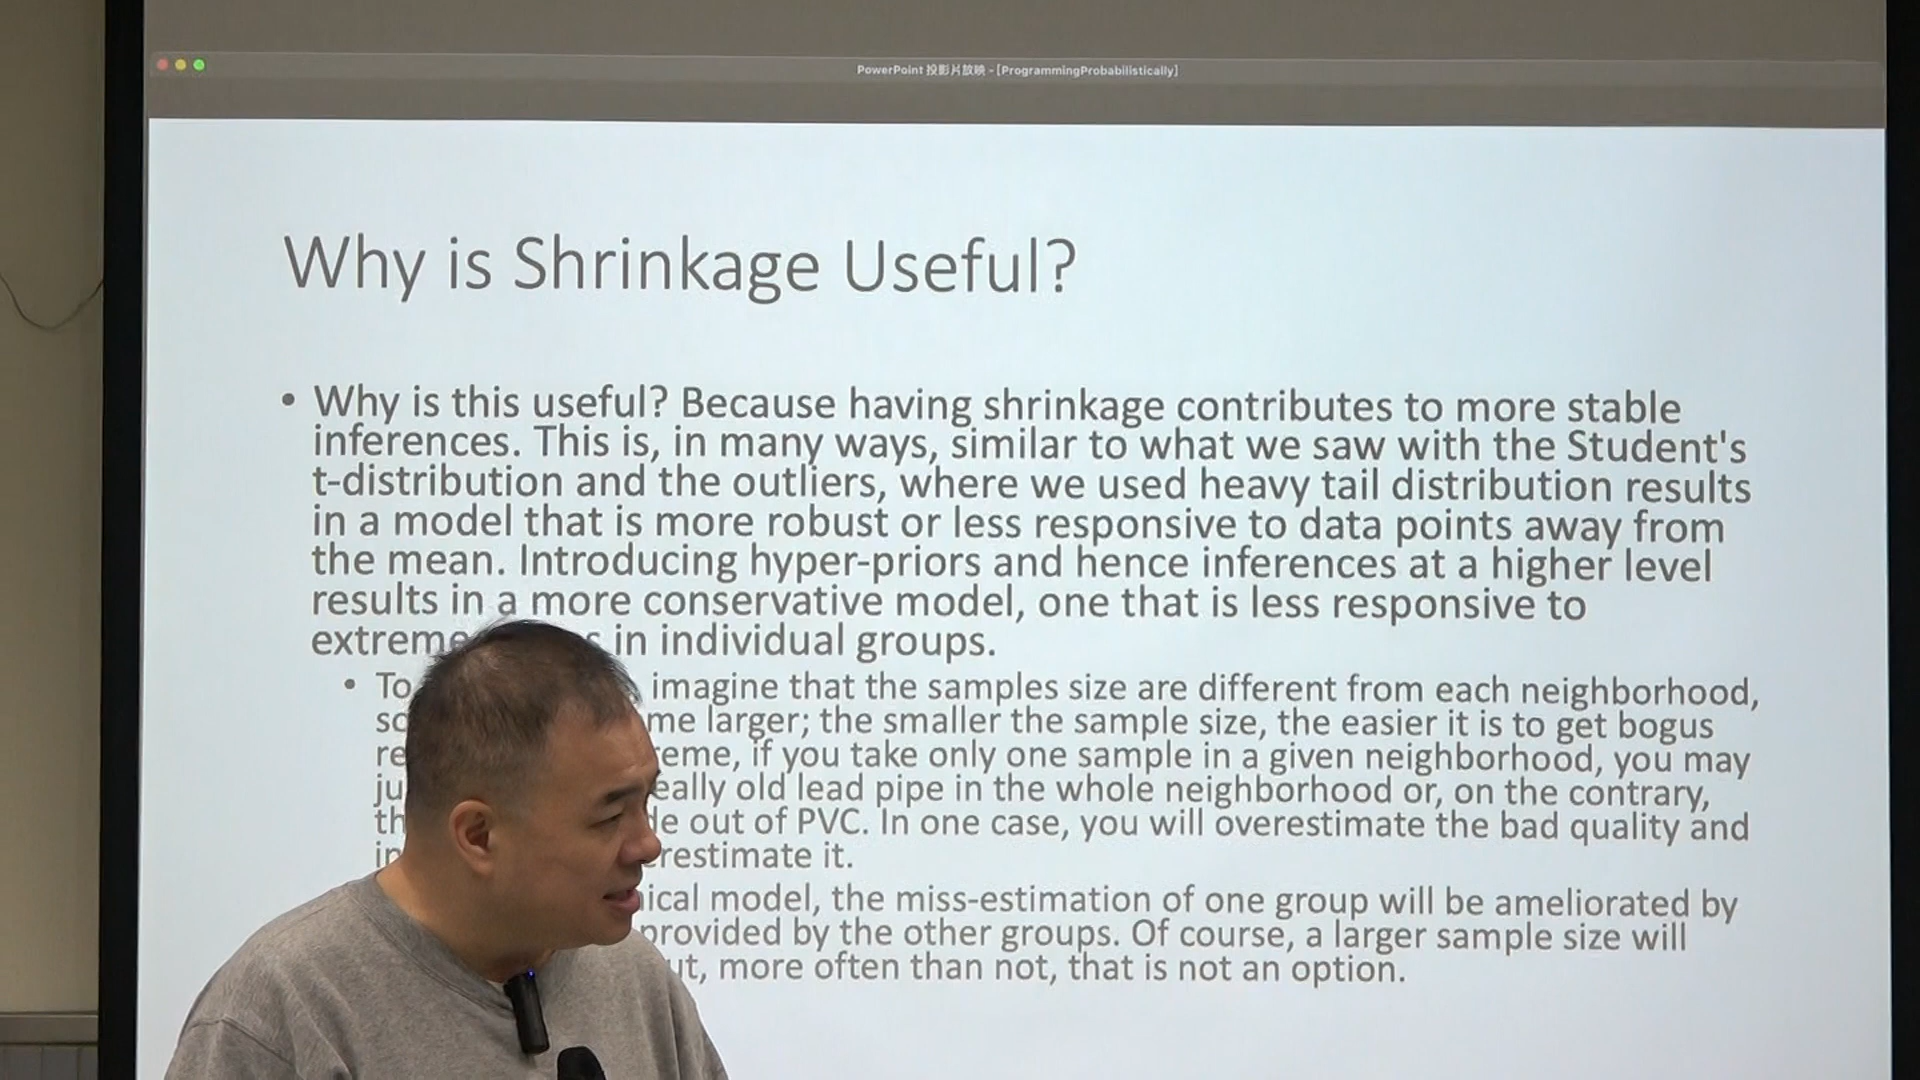 PowerPoint 投影片放映 - [ProgrammingProbabilistically]
Why is Shrinkage Useful?
• Why is this useful? Because having shrinkage contributes to more stable
inferences. This is, in many ways, similar to what we saw with the Student's
t-distribution and the outliers, where we used heavy tail distribution results
in a model that is more robust or less responsive to data points away from
the mean. Introducing hyper-priors and hence inferences at a higher level
results in a more conservative model, one that is less responsive to
extreme in individual groups.
• To imagine that the samples size are different from each neighborhood,
larger; the smaller the sample size, the easier it is to get bogus
if you take only one sample in a given neighborhood, you may
old lead pipe in the whole neighborhood or, on the contrary,
out of PVC. In one case, you will overestimate the bad quality and
it.
model, the miss-estimation of one group will be ameliorated by
provided by the other groups. Of course, a larger sample size will
more often than not, that is not an option.